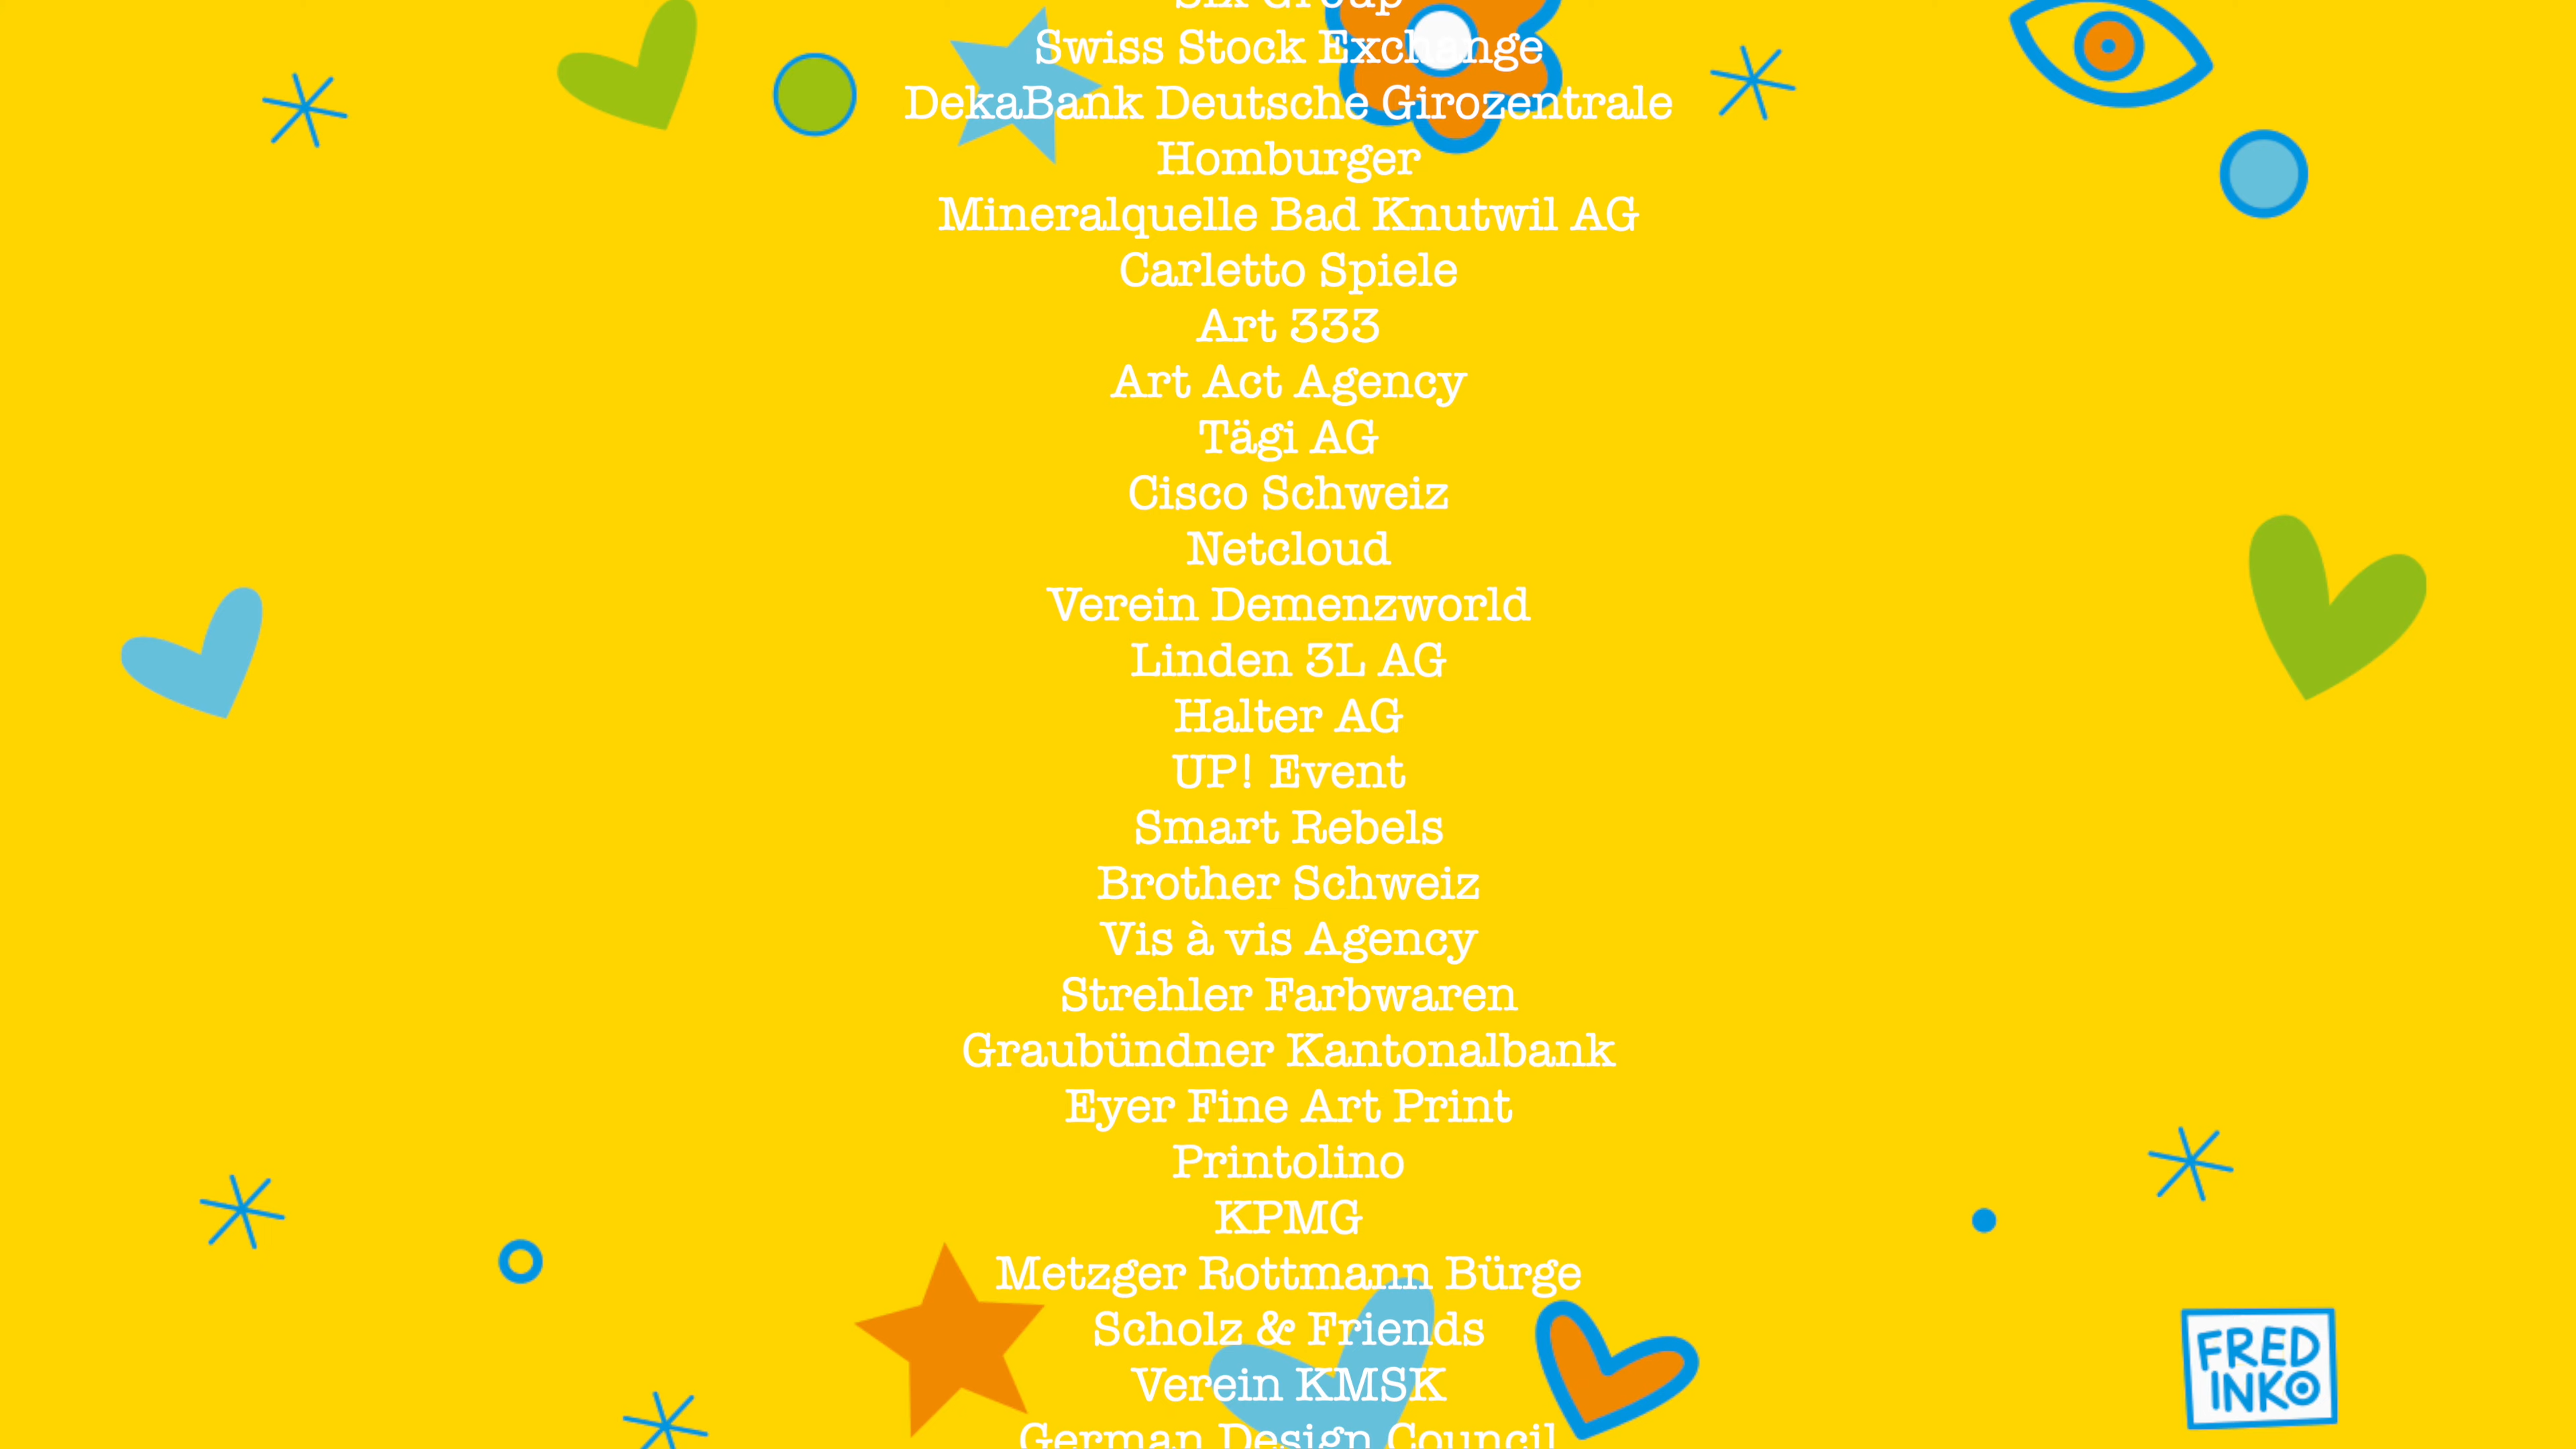 Six Group
Swiss Stock Exchange
DekaBank Deutsche Girozentrale
Homburger
Mineralquelle Bad Knutwil AG
Carletto Spiele
Art 333
Art Act Agency
Tägi AG
Cisco Schweiz
Netcloud
Verein Demenzworld
Linden 3L AG
Halter AG
UP! Event
Smart Rebels
Brother Schweiz
Vis à vis Agency
Strehler Farbwaren
Graubündner Kantonalbank
Eyer Fine Art Print
Printolino
KPMG
Metzger Rottmann Bürge
Scholz & Friends
Verein KMSK
German Design Council
FRED
INKO